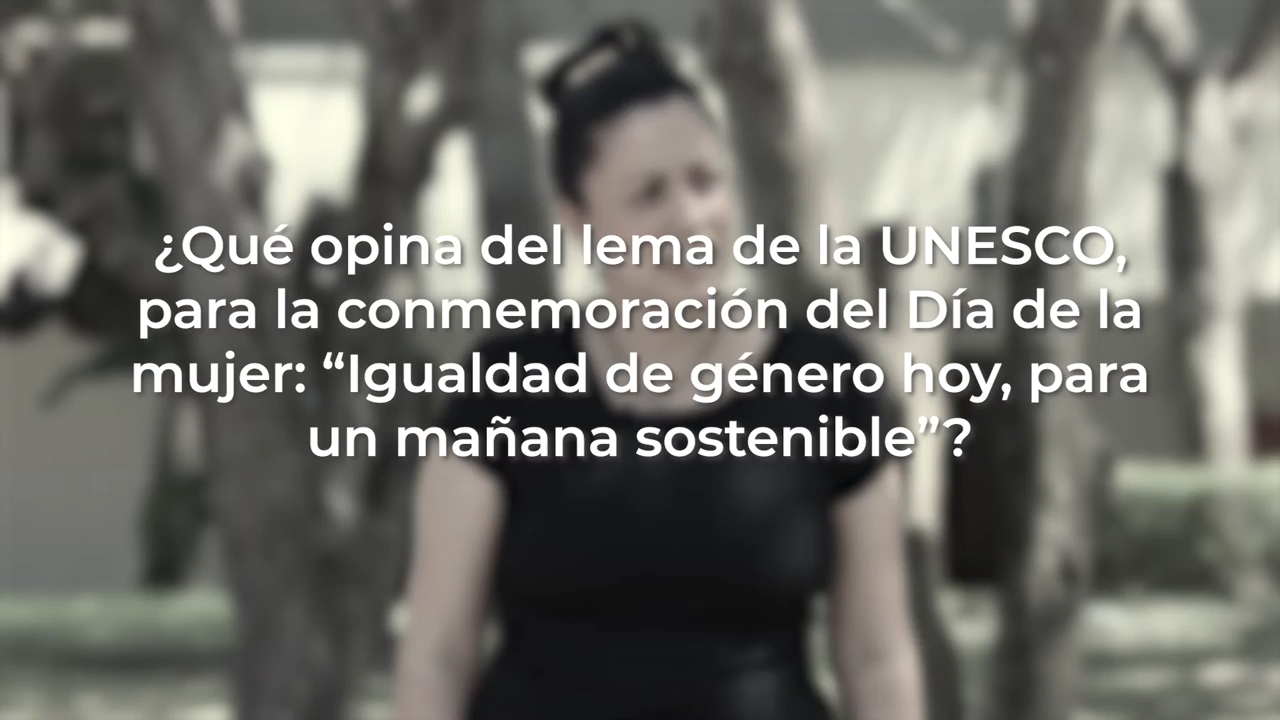 ¿Qué opina del lema de la UNESCO,
para la conmemoración del Día de la
mujer: “Igualdad de género hoy, para
un mañana sostenible”?